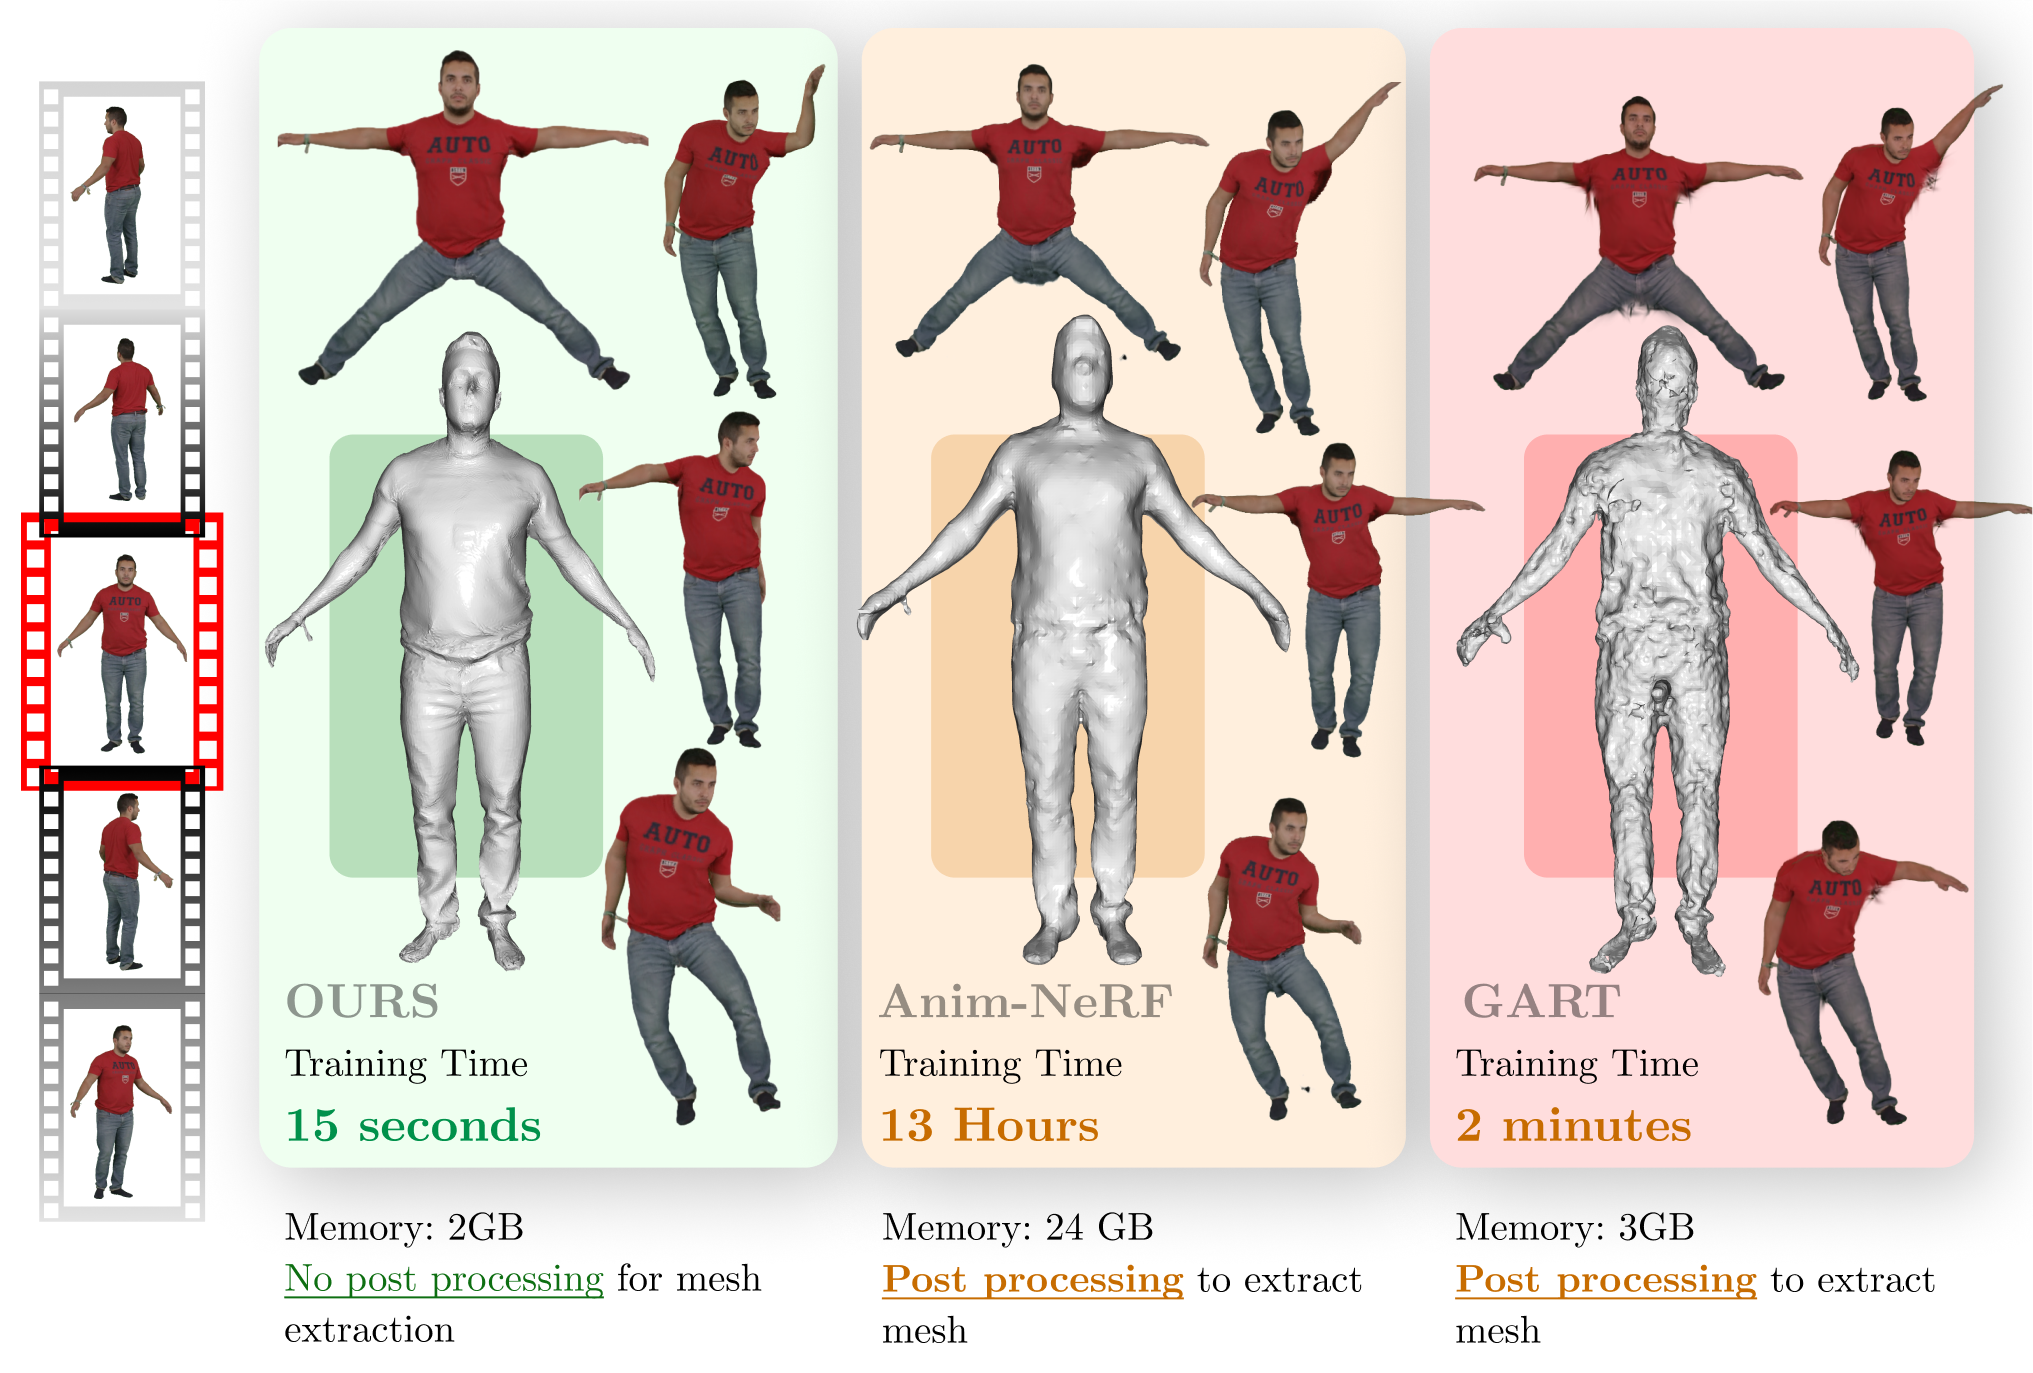 OURS
Training Time
15 seconds
Memory: 2GB
No post processing for mesh
extraction
Anim-NeRF
Training Time
13 Hours
Memory: 24 GB
Post processing to extract
mesh
GART
Training Time
2 minutes
Memory: 3GB
Post processing to extract
mesh
AUTO
AUTO
AUTO
AUTO
AUTO
AUTO
AUTO
AUTO
AUTO
AUTO
AUTO
AUTO
AUTO